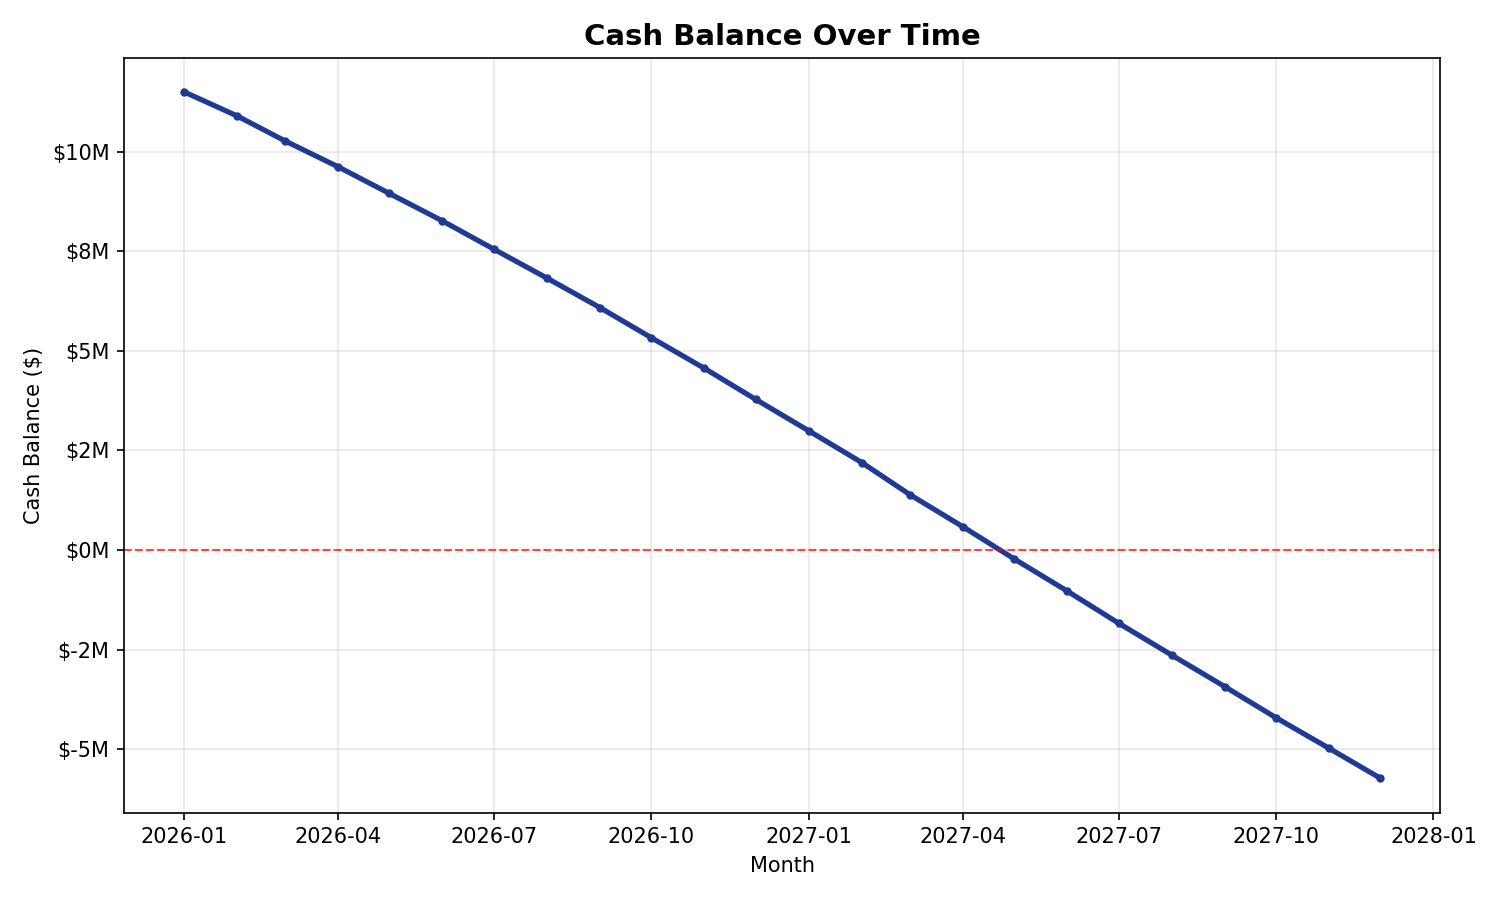 Cash Balance Over Time
Cash Balance ($)
$10M
$8M
$5M
$2M
$0M
$-2M
$-5M
2026-01
2026-04
2026-07
2026-10
2027-01
2027-04
2027-07
2027-10
2028-01
Month